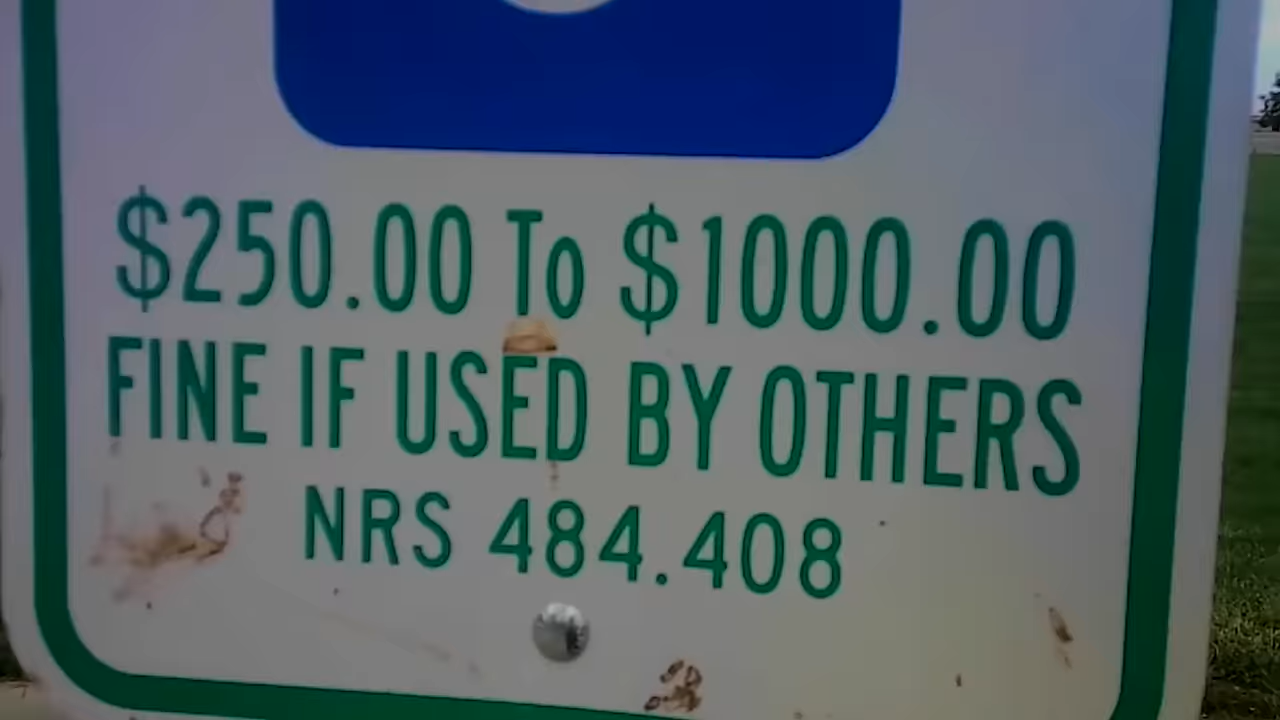 $250.00 To $1000.00
FINE IF USED BY OTHERS
NRS 484.408